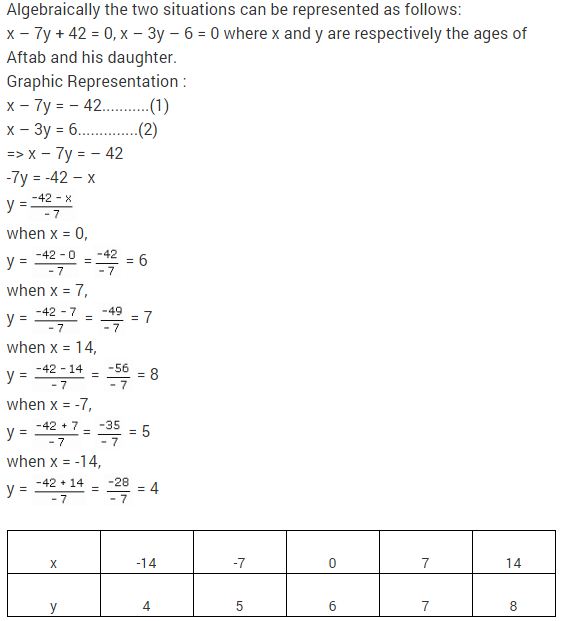 Algebraically the two situations can be represented as follows:
x – 7y + 42 = 0, x – 3y – 6 = 0 where x and y are respectively the ages of
Aftab and his daughter.
Graphic Representation :
x – 7y = – 42...........(1)
x – 3y = 6..............(2)
=> x – 7y = – 42
-7y = -42 – x
y = \frac{-42 - x}{-7}
when x = 0,
y = \frac{-42 - 0}{-7} = \frac{-42}{-7} = 6
when x = 7,
y = \frac{-42 - 7}{-7} = \frac{-49}{-7} = 7
when x = 14,
y = \frac{-42 - 14}{-7} = \frac{-56}{-7} = 8
when x = -7,
y = \frac{-42 + 7}{-7} = \frac{-35}{-7} = 5
when x = -14,
y = \frac{-42 + 14}{-7} = \frac{-28}{-7} = 4
x -14 -7 0 7 14
y 4 5 6 7 8